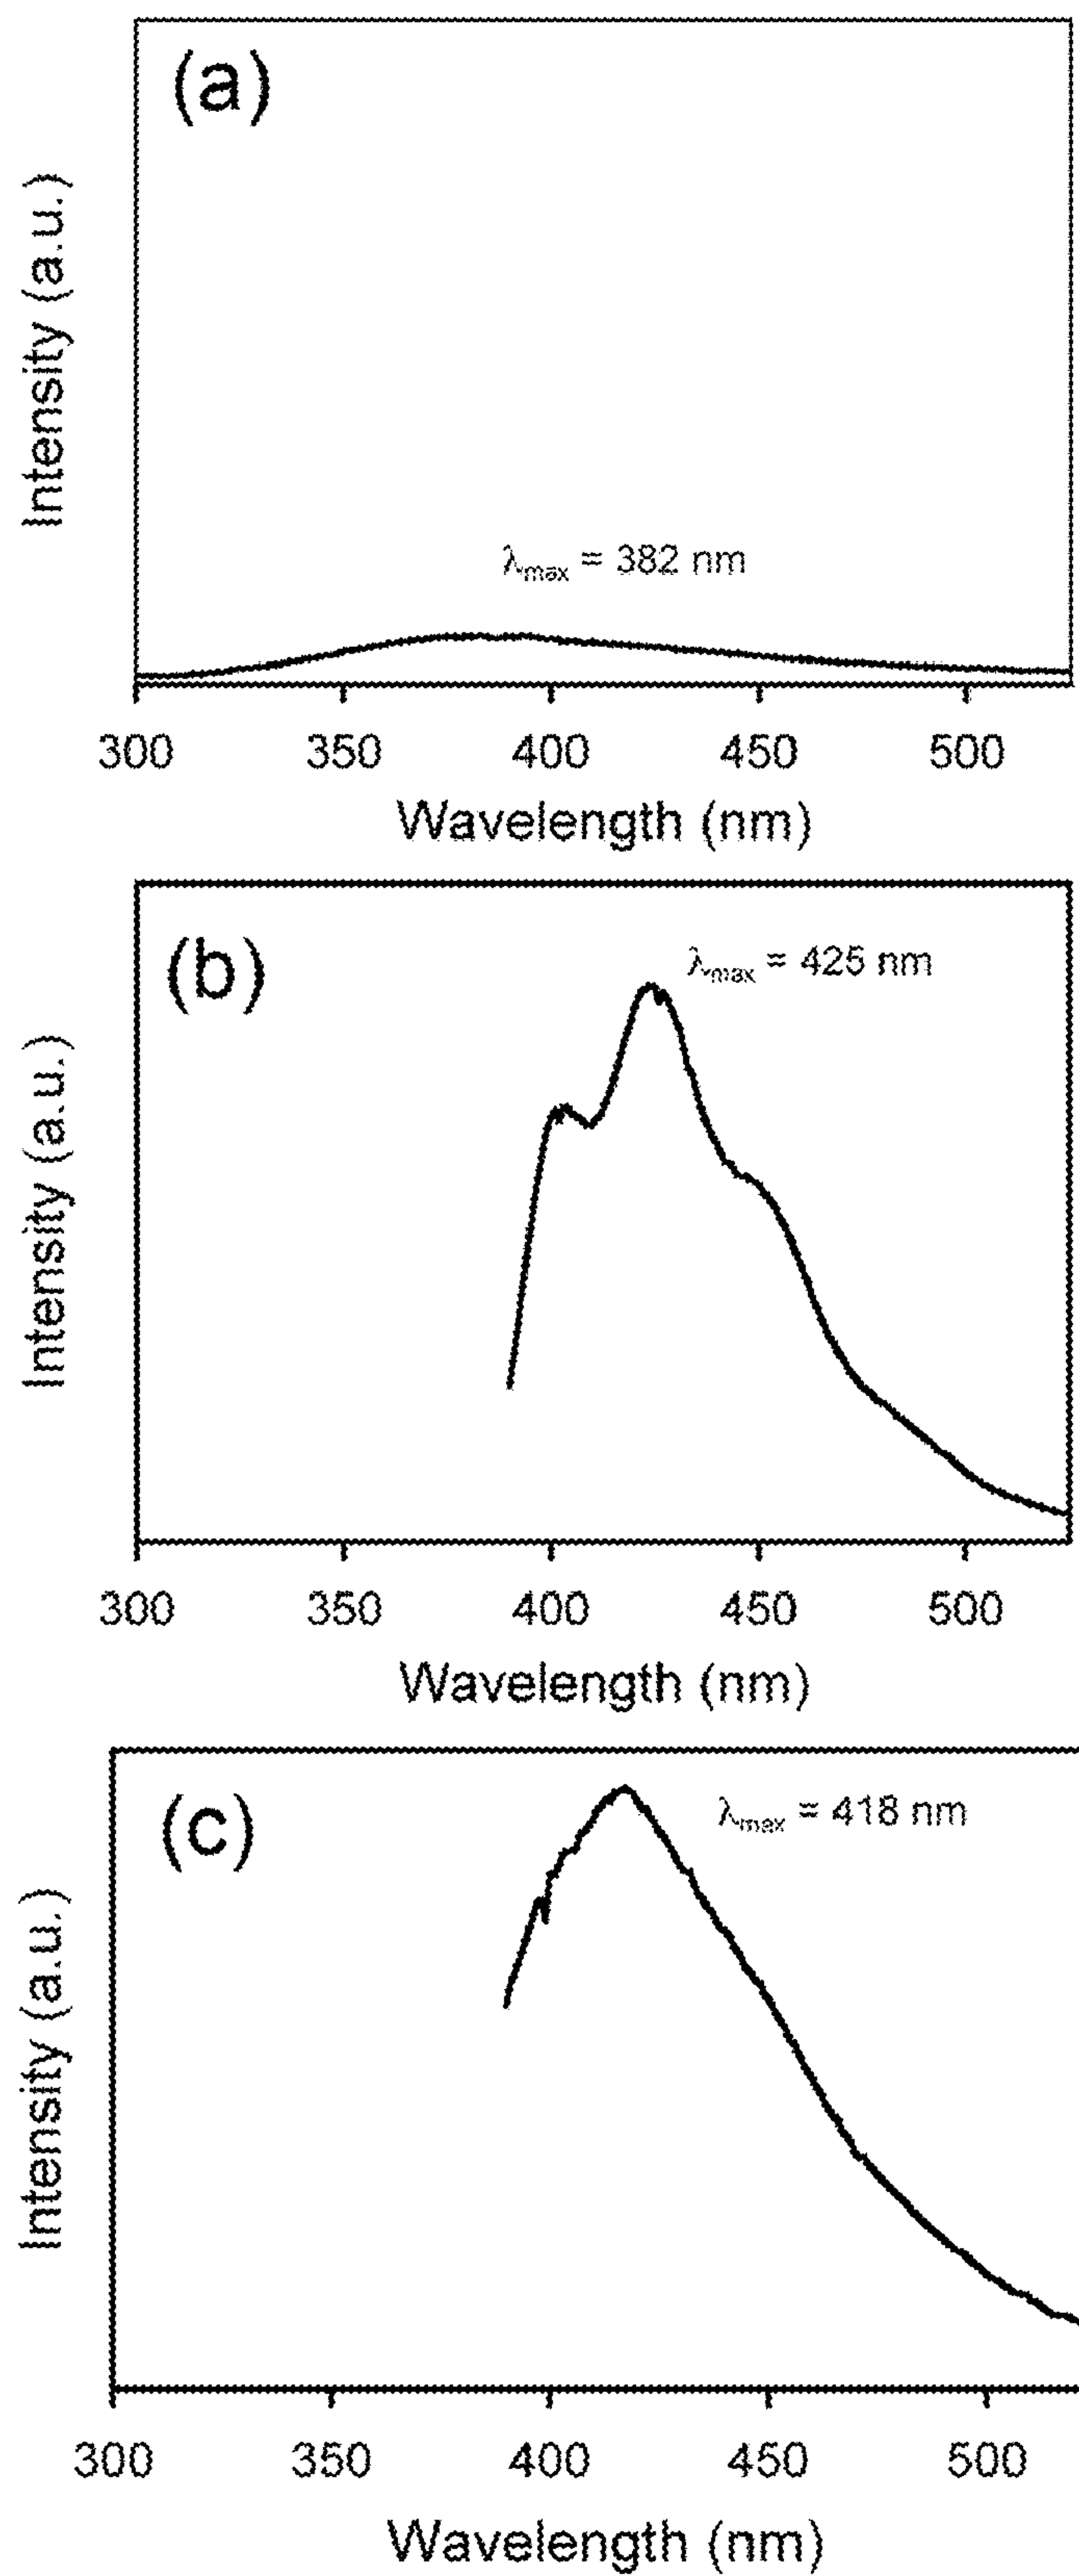 (a)
Intensity (a.u.)
λmax = 382 nm
300 350 400 450 500
Wavelength (nm)
(b)
Intensity (a.u.)
λmax = 425 nm
300 350 400 450 500
Wavelength (nm)
(c)
Intensity (a.u.)
λmax = 418 nm
300 350 400 450 500
Wavelength (nm)